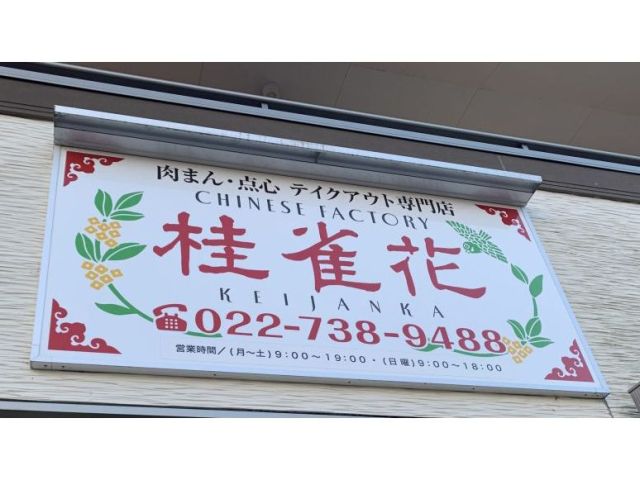 肉まん・点心 テイクアウト専門店
CHINESE FACTORY
桂雀花
KEIJANKA
☎022-738-9488
営業時間／(月〜土)9:00〜19:00・(日曜)9:00〜18:00